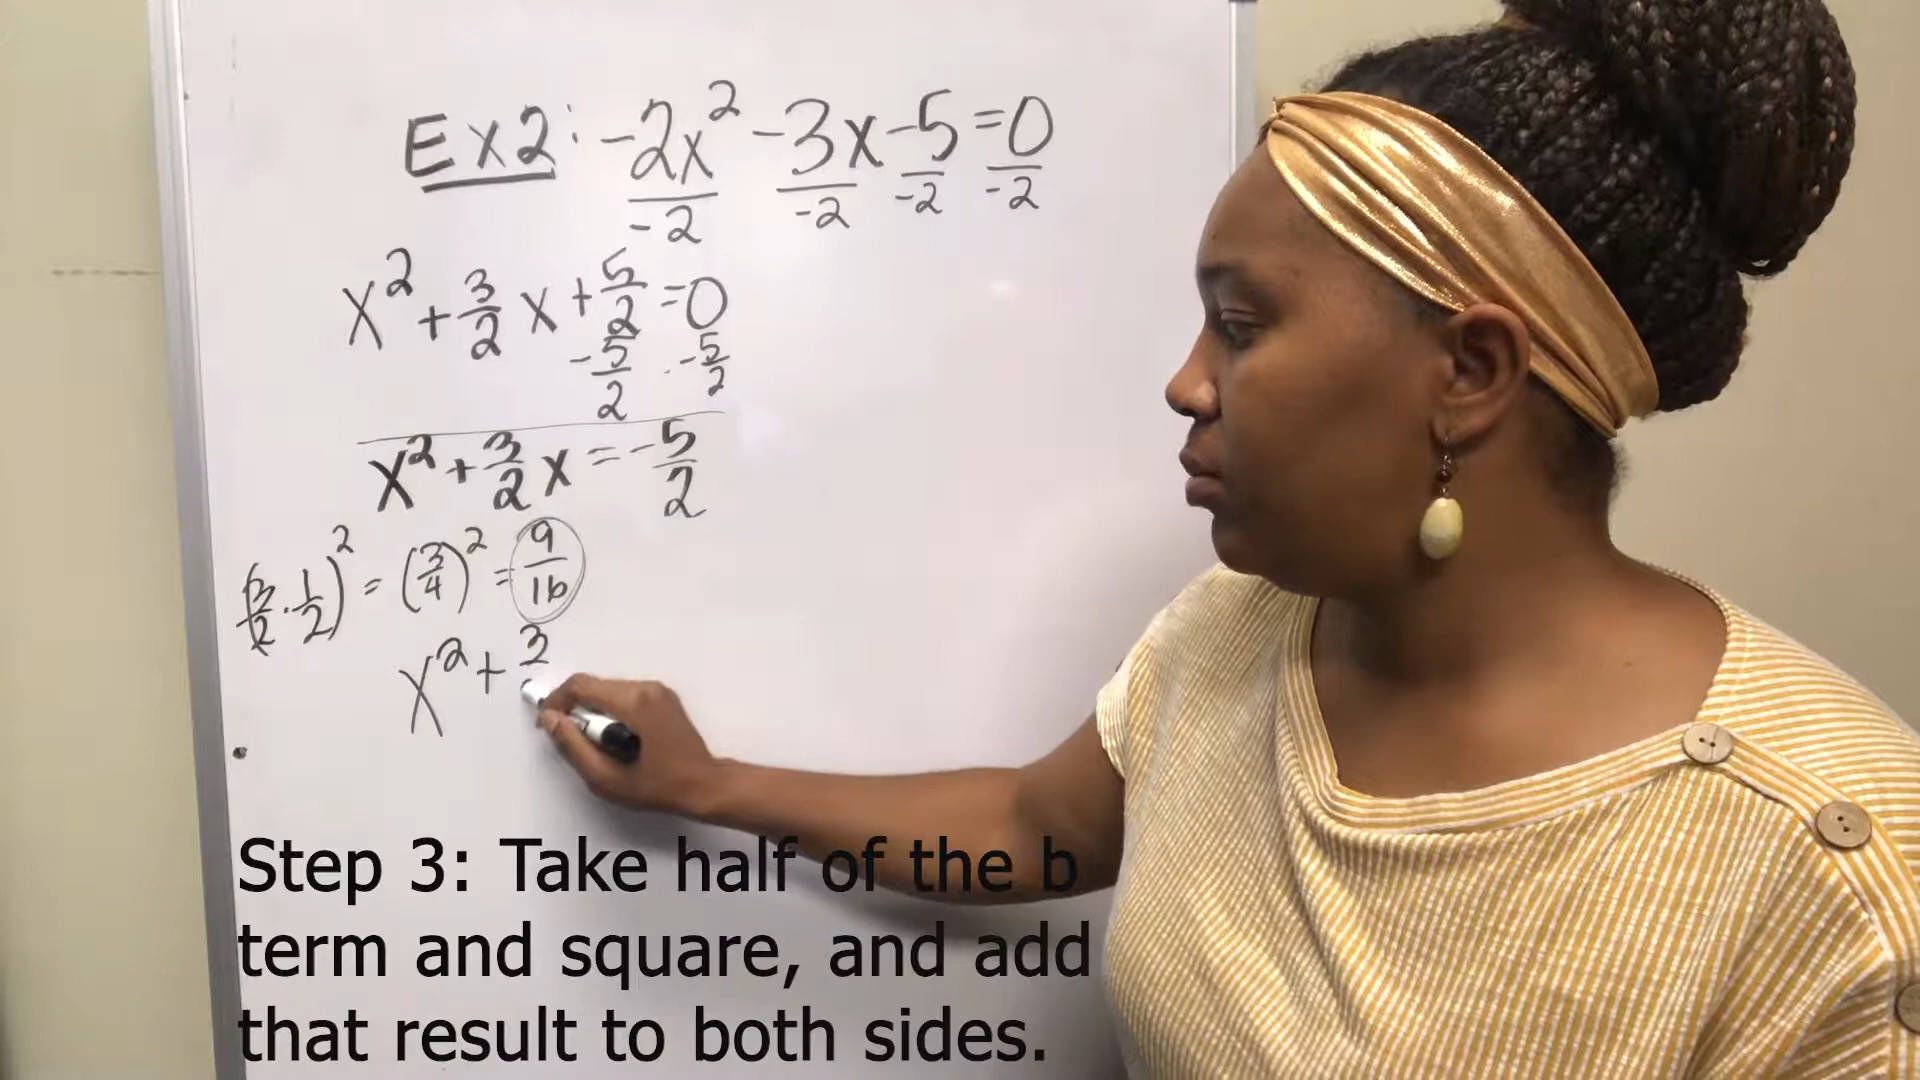 Ex2: -2x² -3x -5 =0
-2 -2 -2 -2
x² + 3/2 x + 5/2 = 0
-5/2 -5/2
x² + 3/2 x = -5/2
(3/2 · 1/2)² = (3/4)² = 9/16
x² + 3
Step 3: Take half of the b
term and square, and add
that result to both sides.